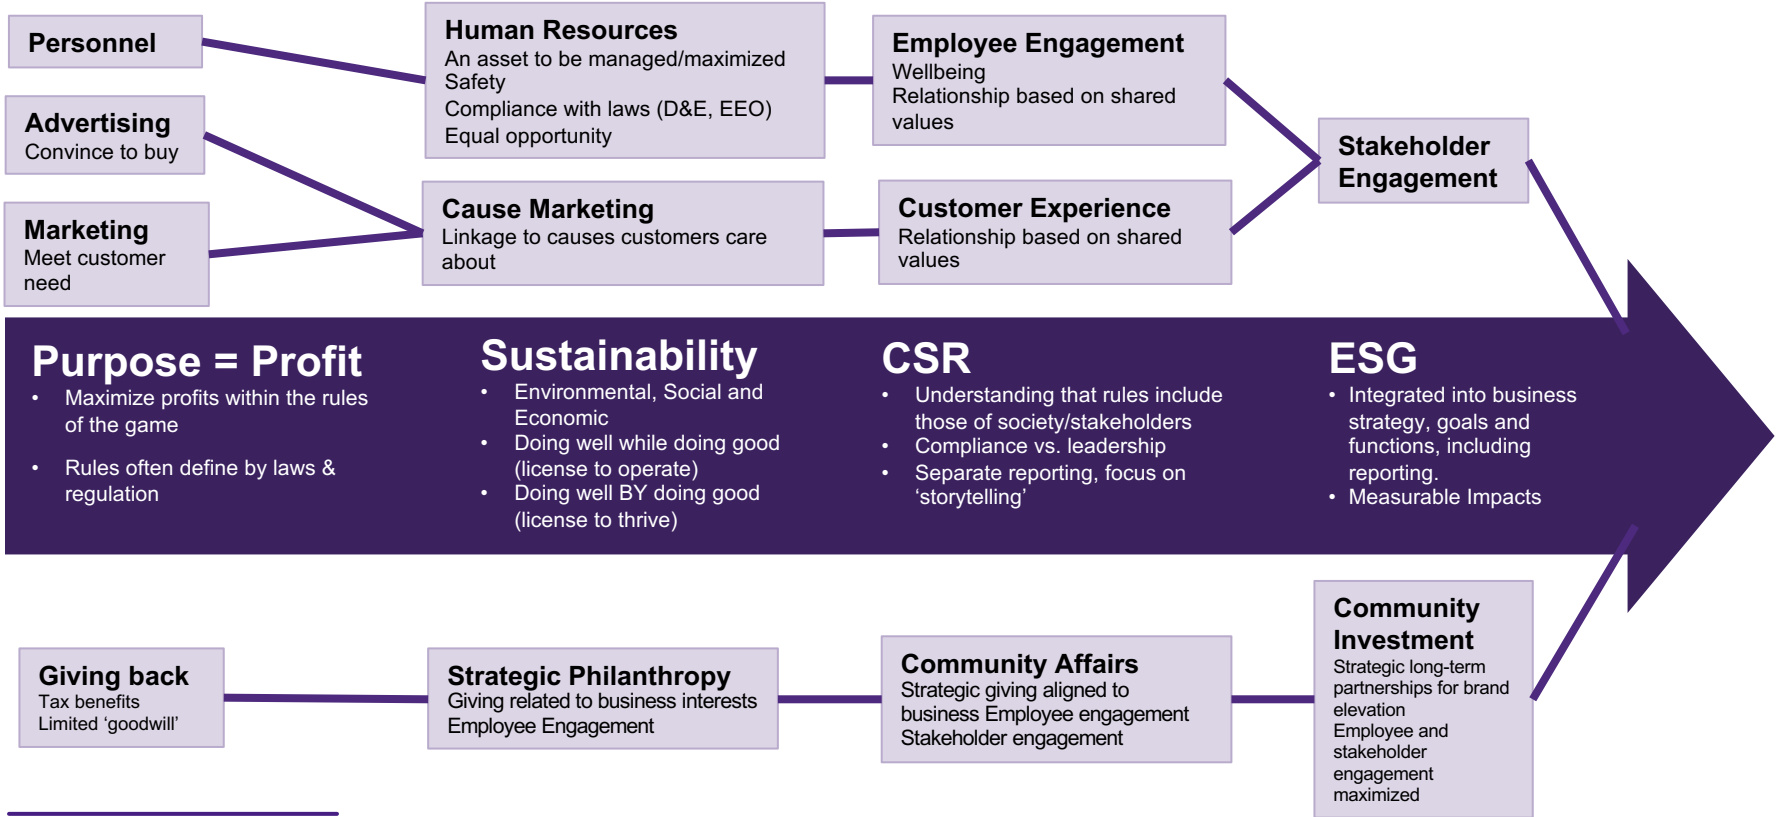 Personnel
Advertising
Convince to buy
Marketing
Meet customer
need
Human Resources
An asset to be managed/maximized
Safety
Compliance with laws (D&E, EEO)
Equal opportunity
Cause Marketing
Linkage to causes customers care
about
Employee Engagement
Wellbeing
Relationship based on shared
values
Customer Experience
Relationship based on shared
values
Stakeholder
Engagement
Purpose = Profit
• Maximize profits within the rules
of the game
• Rules often define by laws &
regulation
Sustainability
• Environmental, Social and
Economic
• Doing well while doing good
(license to operate)
• Doing well BY doing good
(license to thrive)
CSR
• Understanding that rules include
those of society/stakeholders
• Compliance vs. leadership
• Separate reporting, focus on
‘storytelling’
ESG
• Integrated into business
strategy, goals and
functions, including
reporting.
• Measurable Impacts
Giving back
Tax benefits
Limited ‘goodwill’
Strategic Philanthropy
Giving related to business interests
Employee Engagement
Community Affairs
Strategic giving aligned to
business Employee engagement
Stakeholder engagement
Community
Investment
Strategic long-term
partnerships for brand
elevation
Employee and
stakeholder
engagement
maximized